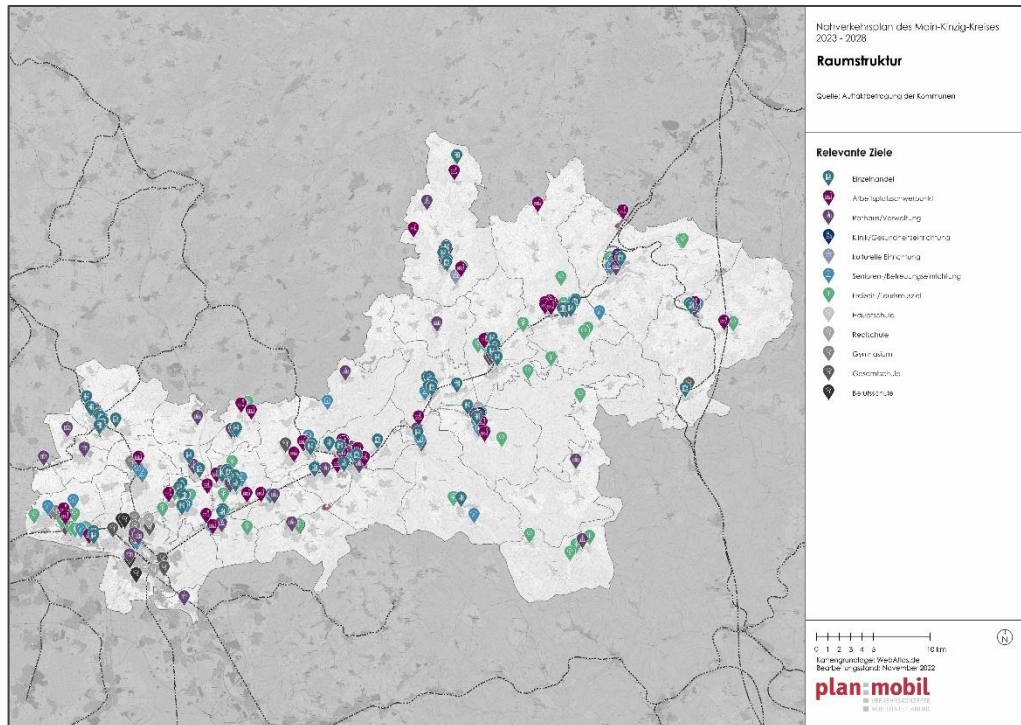 Nahverkehrsplan des Main-Kinzig-Kreises
2023 - 2028
Raumstruktur
Quelle: Auftaktbefragung der Kommunen
Relevante Ziele
Einzelhandel
Arbeitsplatzschwerpunkt
Rathaus/Verwaltung
Klinik/Gesundheitseinrichtung
kulturelle Einrichtung
Senioren-/Betreuungseinrichtung
Freizeit-/Tourismusziel
Hauptschule
Realschule
Gymnasium
Gesamtschule
Berufsschule
0 1 2 3 4 5 10 km
N
Kartengrundlage: WebAtlas.de
Bearbeitungsstand: November 2022
plan:mobil